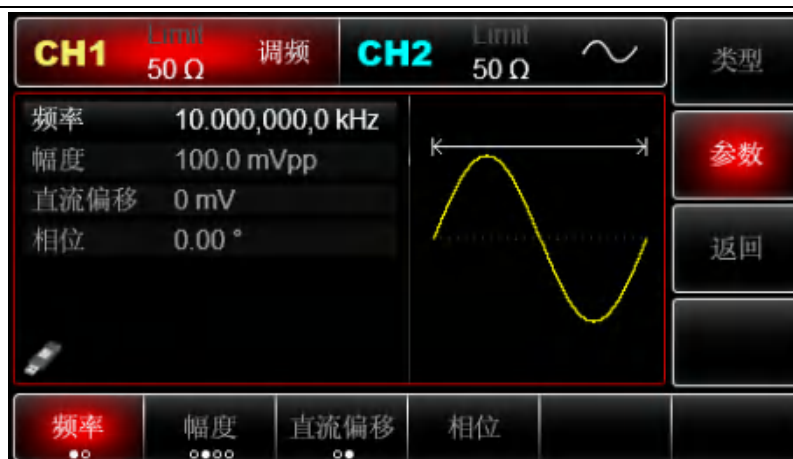 CH1 Limit 50 Ω 调频 CH2 Limit 50 Ω
类型
频率 10.000,000,0 kHz
幅度 100.0 mVpp
直流偏移 0 mV
相位 0.00 °
参数
返回
频率 幅度 直流偏移 相位